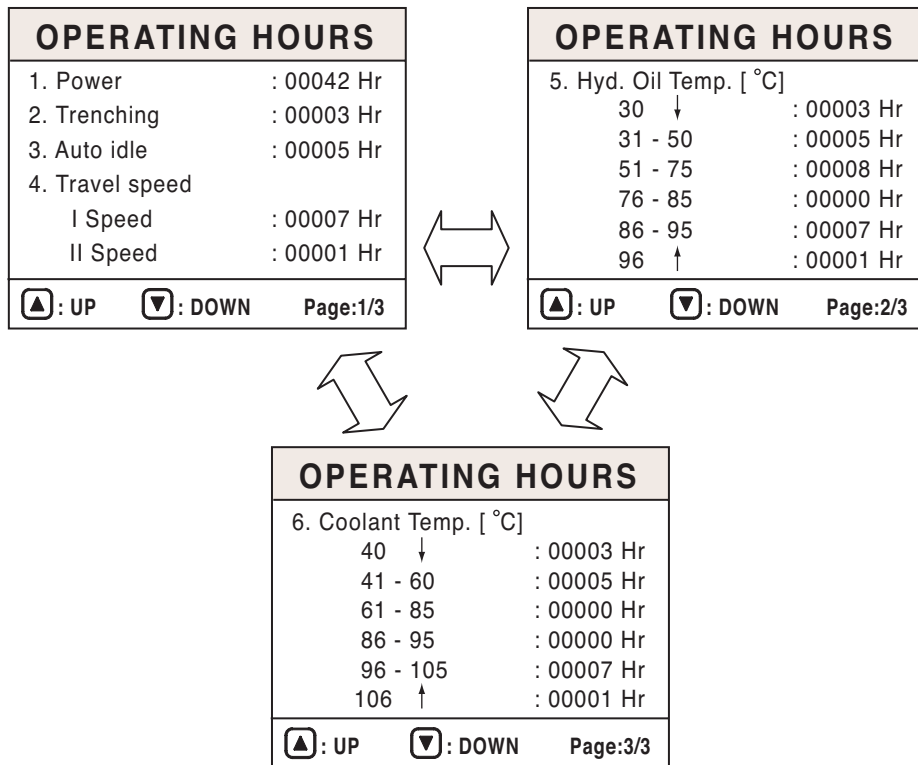 OPERATING HOURS
1. Power : 00042 Hr
2. Trenching : 00003 Hr
3. Auto idle : 00005 Hr
4. Travel speed
I Speed : 00007 Hr
II Speed : 00001 Hr
▲ : UP ▼ : DOWN Page:1/3
OPERATING HOURS
5. Hyd. Oil Temp. [ °C]
30 ↓ : 00003 Hr
31 - 50 : 00005 Hr
51 - 75 : 00008 Hr
76 - 85 : 00000 Hr
86 - 95 : 00007 Hr
96 ↑ : 00001 Hr
▲ : UP ▼ : DOWN Page:2/3
OPERATING HOURS
6. Coolant Temp. [ °C]
40 ↓ : 00003 Hr
41 - 60 : 00005 Hr
61 - 85 : 00000 Hr
86 - 95 : 00000 Hr
96 - 105 : 00007 Hr
106 ↑ : 00001 Hr
▲ : UP ▼ : DOWN Page:3/3